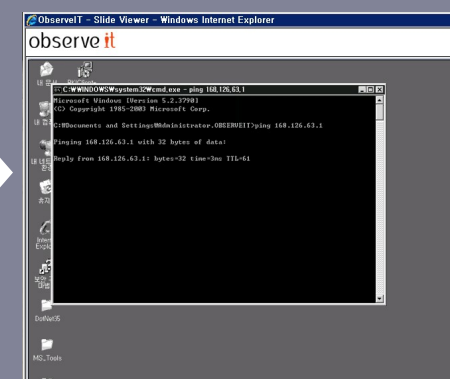 ObserveIT - Slide Viewer - Windows Internet Explorer
observe it
C:\WINDOWS\system32\cmd.exe - ping 168,126,63,1
Microsoft Windows [Version 5.2.3790]
(C) Copyright 1985-2003 Microsoft Corp.
C:₩Documents and Settings₩Administrator.OBSERVEIT>ping 168.126.63.1
Pinging 168.126.63.1 with 32 bytes of data:
Reply from 168.126.63.1: bytes=32 time=3ms TTL=61
DotNet35
MS_Tools